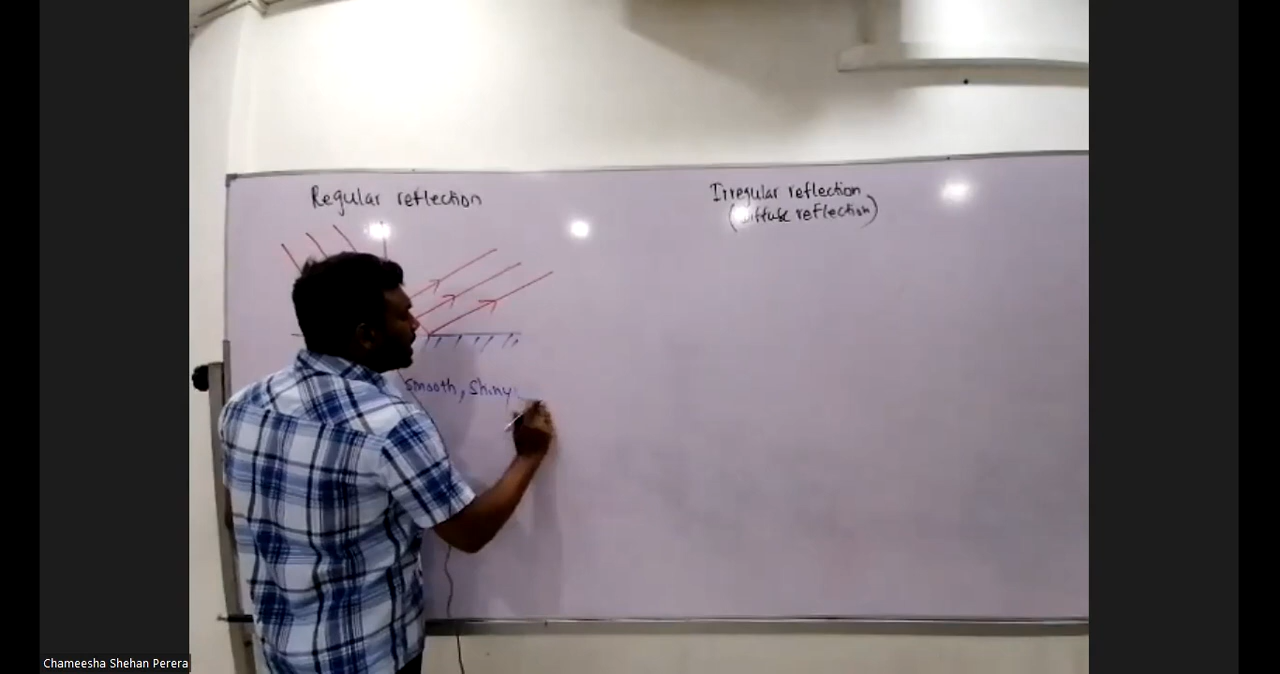 Regular reflection
Irregular reflection
(Diffuse reflection)
Smooth, Shiny
Chameesha Shehan Perera